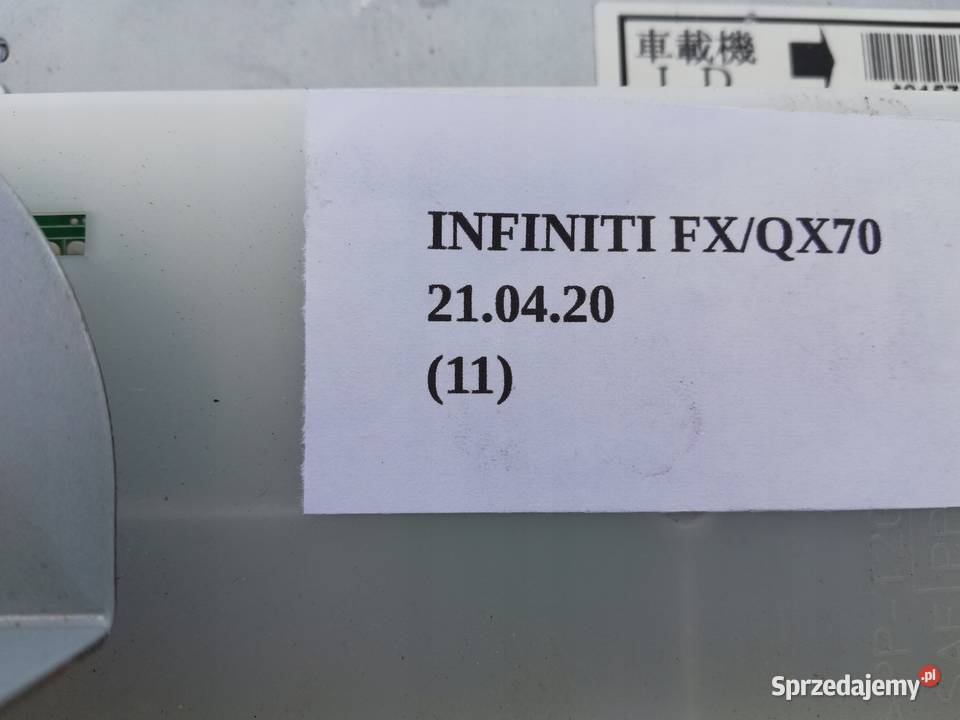 車載機
I D
INFINITI FX/QX70
21.04.20
(11)
Sprzedajemy.pl